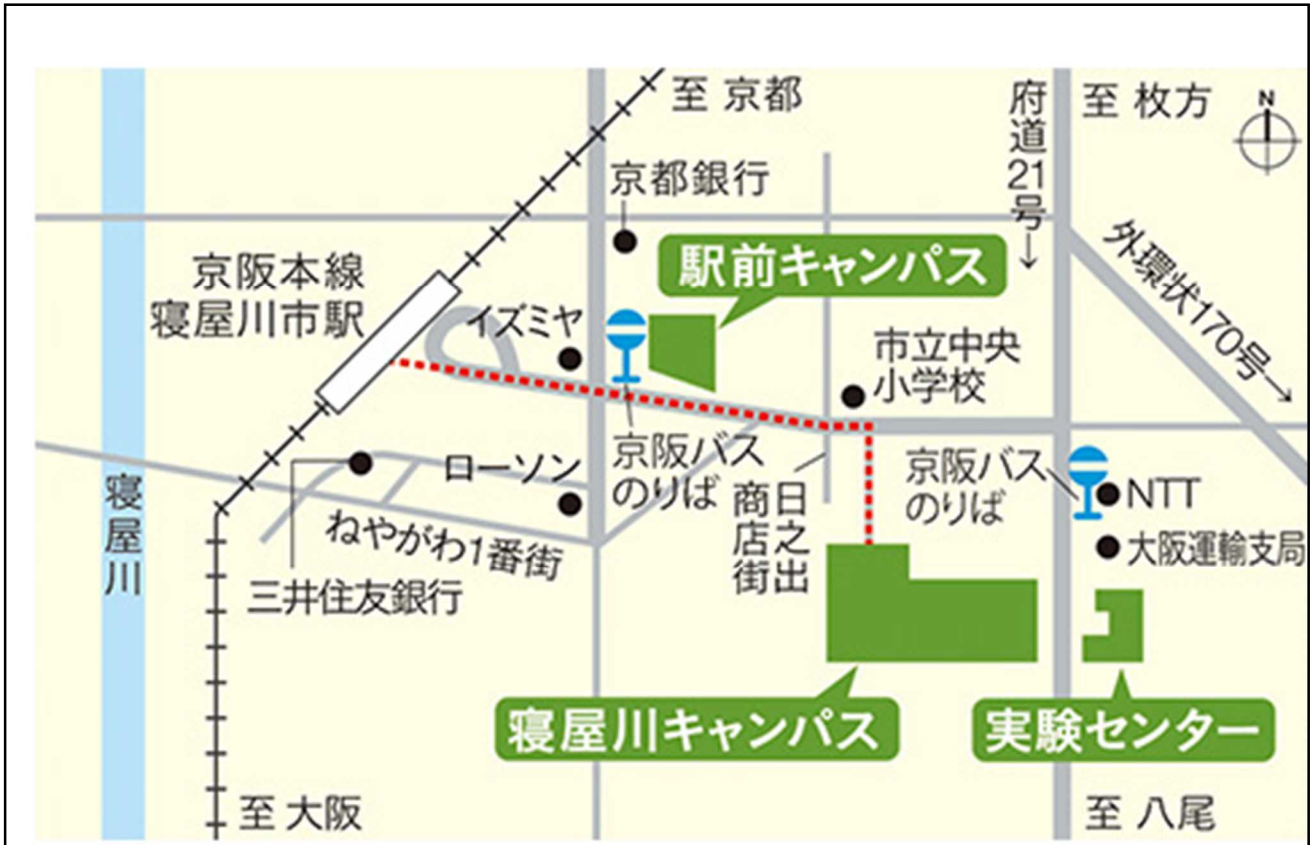 至 京都
府道21号↓
至 枚方
N
京都銀行
外環状170号→
駅前キャンパス
京阪本線
寝屋川市駅
イズミヤ
市立中央
小学校
京阪バス
のりば
ローソン
京阪バス
のりば
NTT
日之出
商店街
大阪運輸支局
寝屋川
ねやがわ1番街
三井住友銀行
寝屋川キャンパス
実験センター
至 大阪
至 八尾